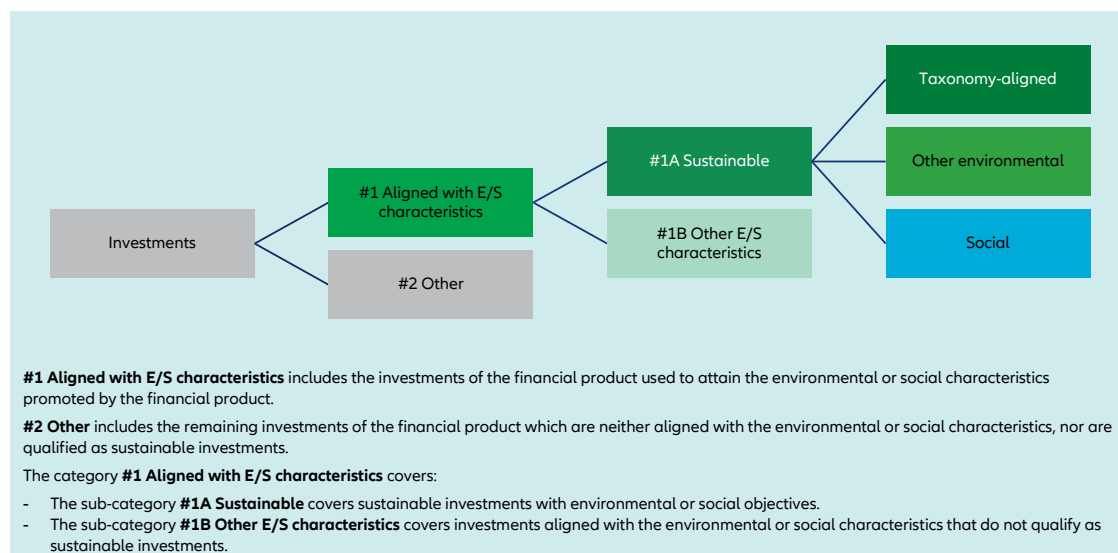 Taxonomy-aligned
#1A Sustainable
Other environmental
#1 Aligned with E/S
characteristics
Investments
#1B Other E/S
characteristics
Social
#2 Other
#1 Aligned with E/S characteristics includes the investments of the financial product used to attain the environmental or social characteristics
promoted by the financial product.
#2 Other includes the remaining investments of the financial product which are neither aligned with the environmental or social characteristics, nor are
qualified as sustainable investments.
The category #1 Aligned with E/S characteristics covers:
- The sub-category #1A Sustainable covers sustainable investments with environmental or social objectives.
- The sub-category #1B Other E/S characteristics covers investments aligned with the environmental or social characteristics that do not qualify as
sustainable investments.